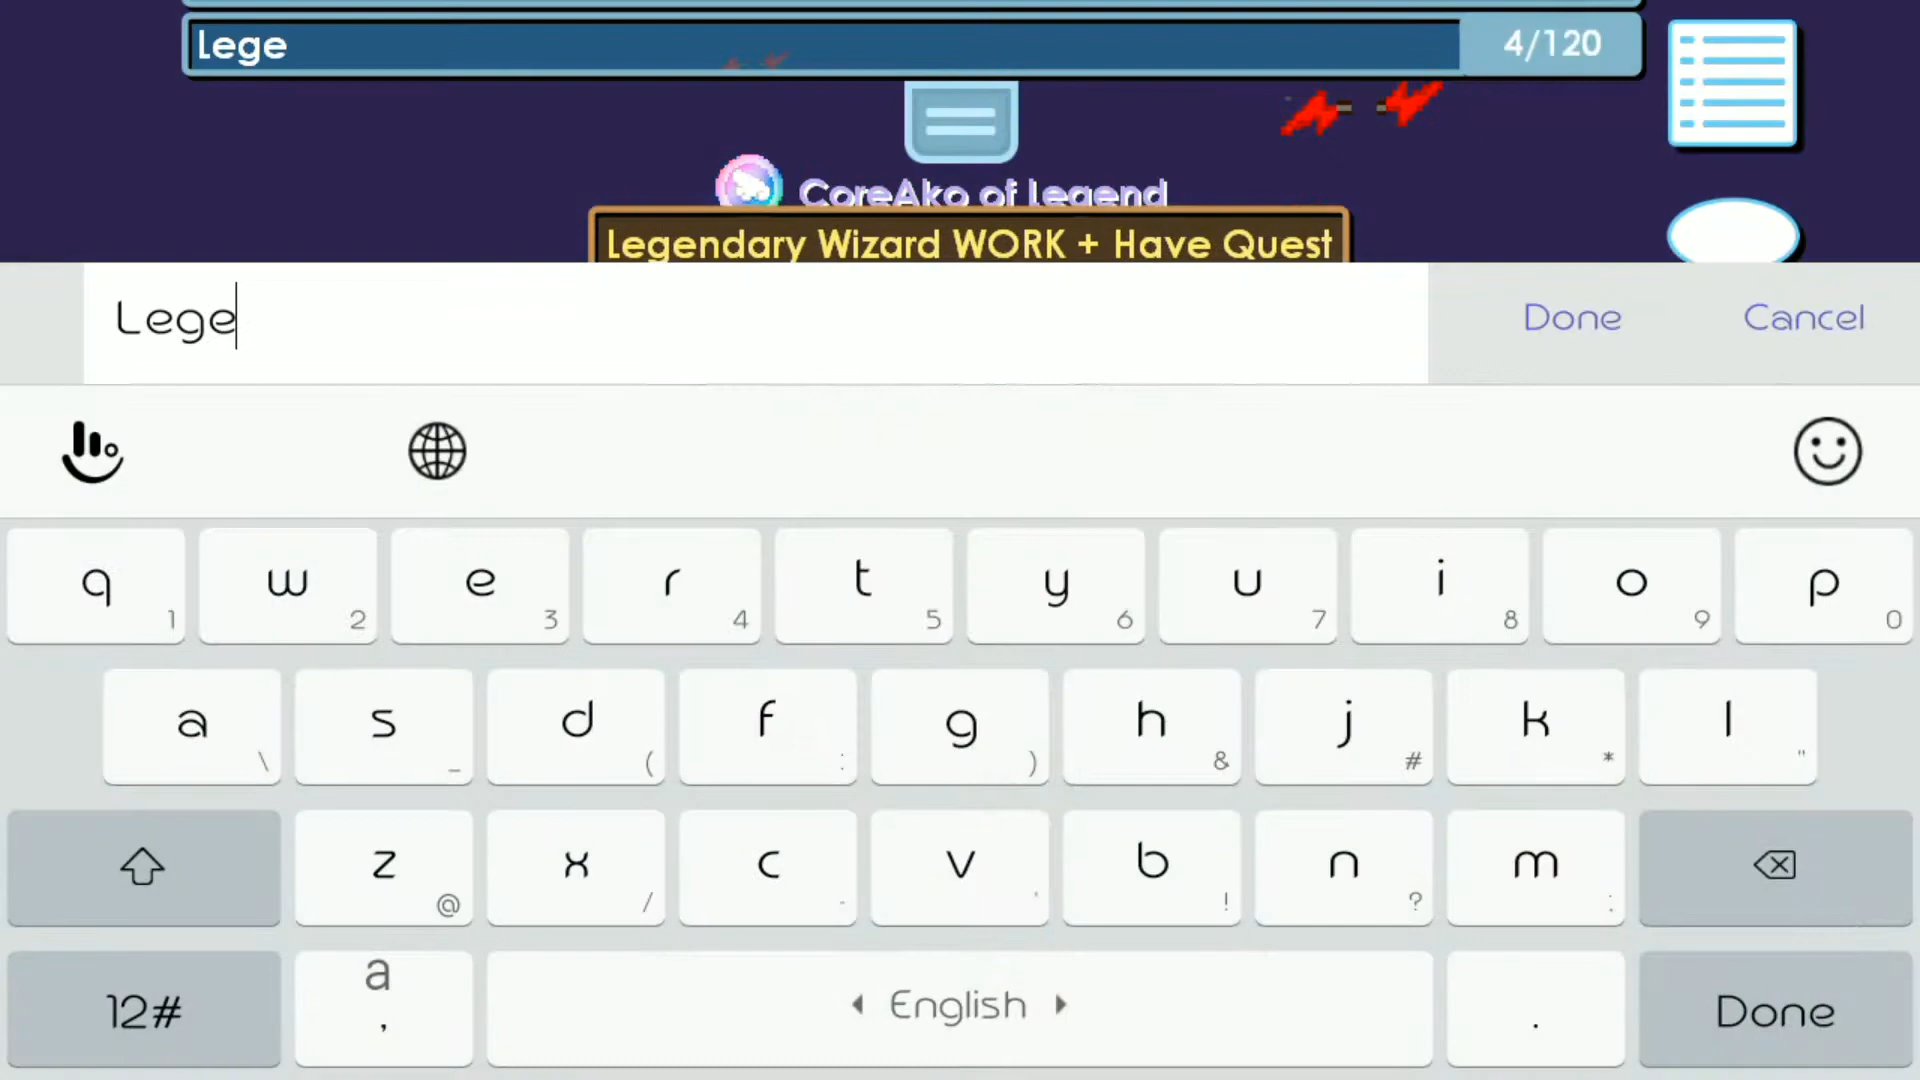 Lege 4/120
CoreAko of Legend
Legendary Wizard WORK + Have Quest
Lege Done Cancel
q 1 w 2 e 3 r 4 t 5 y 6 u 7 i 8 o 9 p 0
a \ s _ d ( f : g ) h & j # k * l "
z @ x / c - v ' b ! n ? m ;
12# a , English . Done